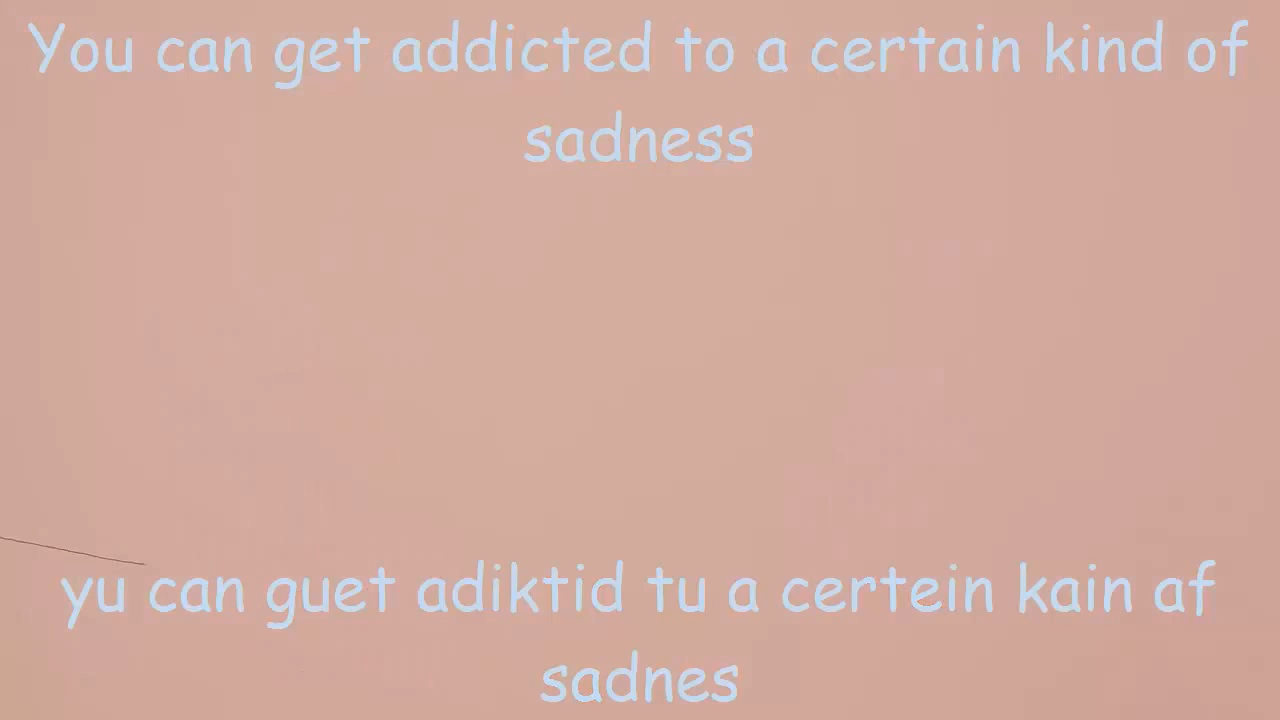 You can get addicted to a certain kind of
sadness
yu can guet adiktid tu a certein kain af
sadnes